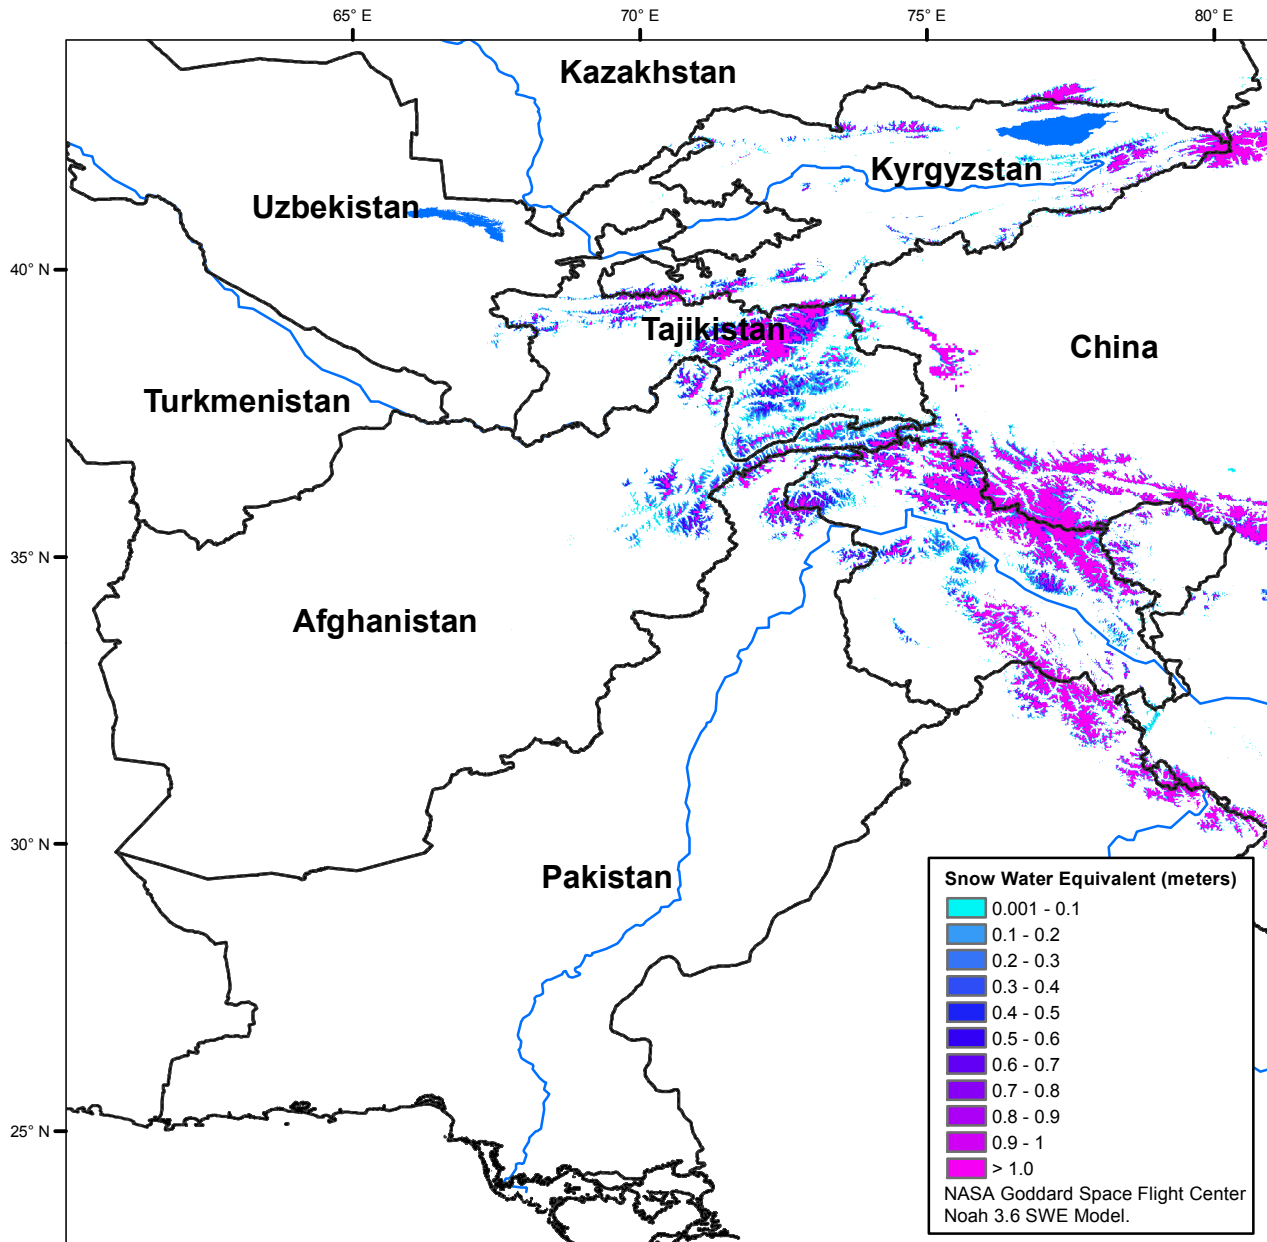 65° E
70° E
75° E
80° E
Kazakhstan
Kyrgyzstan
Uzbekistan
40° N
Tajikistan
China
Turkmenistan
35° N
Afghanistan
30° N
Pakistan
25° N
Snow Water Equivalent (meters)
0.001 - 0.1
0.1 - 0.2
0.2 - 0.3
0.3 - 0.4
0.4 - 0.5
0.5 - 0.6
0.6 - 0.7
0.7 - 0.8
0.8 - 0.9
0.9 - 1
> 1.0
NASA Goddard Space Flight Center
Noah 3.6 SWE Model.